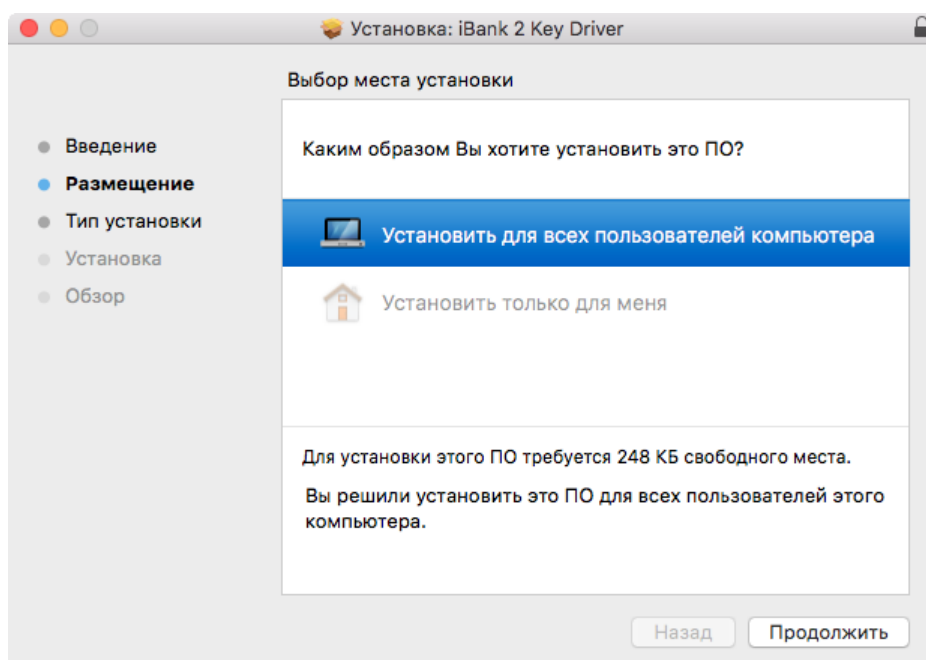 Установка: iBank 2 Key Driver
Выбор места установки
Введение
Размещение
Тип установки
Установка
Обзор
Каким образом Вы хотите установить это ПО?
Установить для всех пользователей компьютера
Установить только для меня
Для установки этого ПО требуется 248 КБ свободного места.
Вы решили установить это ПО для всех пользователей этого
компьютера.
Назад
Продолжить